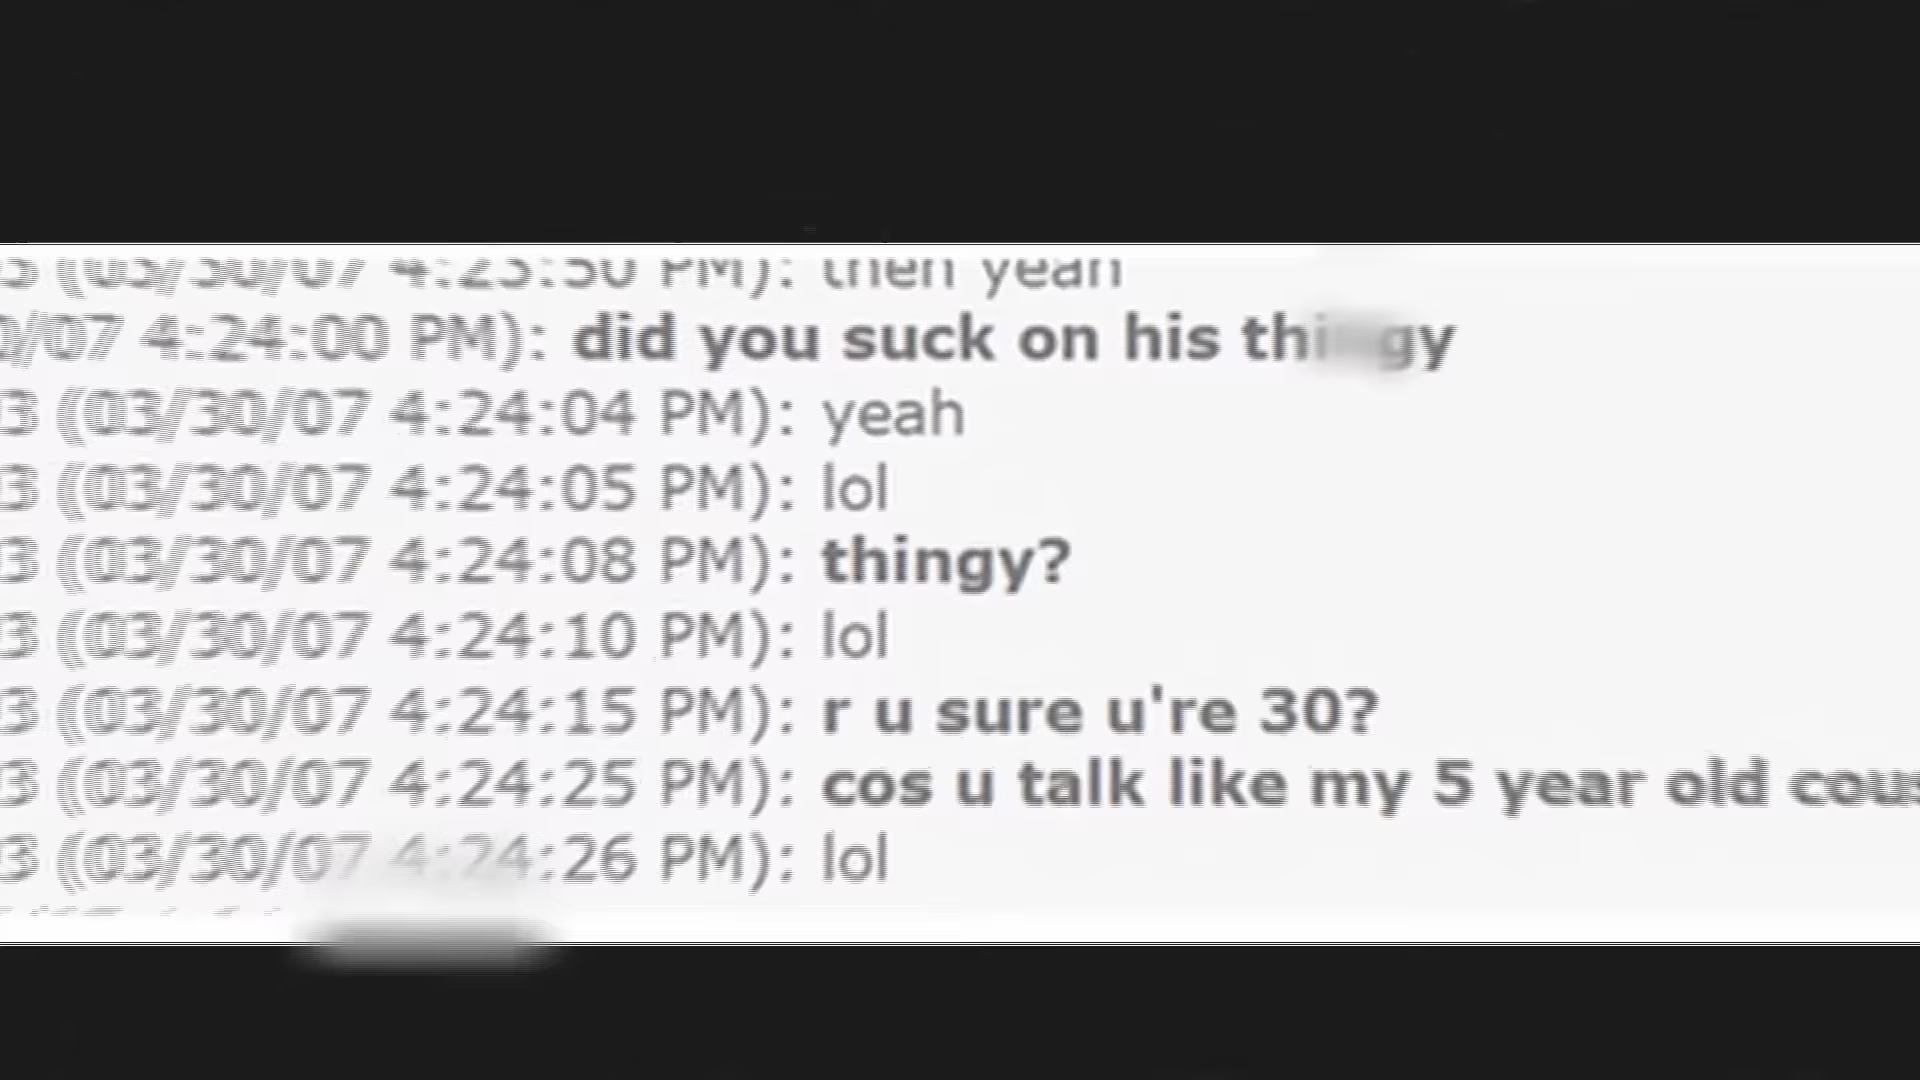 3 (03/30/07 4:23:50 PM): then yeah
0/07 4:24:00 PM): did you suck on his thingy
3 (03/30/07 4:24:04 PM): yeah
3 (03/30/07 4:24:05 PM): lol
3 (03/30/07 4:24:08 PM): thingy?
3 (03/30/07 4:24:10 PM): lol
3 (03/30/07 4:24:15 PM): r u sure u're 30?
3 (03/30/07 4:24:25 PM): cos u talk like my 5 year old cous
3 (03/30/07 4:24:26 PM): lol